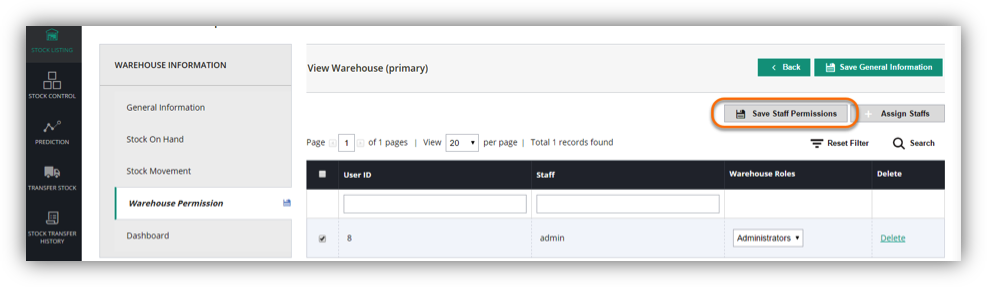 STOCK LISTING
STOCK CONTROL
PREDICTION
TRANSFER STOCK
STOCK TRANSFER
HISTORY
WAREHOUSE INFORMATION
General Information
Stock On Hand
Stock Movement
Warehouse Permission
Dashboard
View Warehouse (primary)
< Back
Save General Information
Save Staff Permissions
+ Assign Staffs
Page 1 of 1 pages | View 20 per page | Total 1 records found
Reset Filter
Search
User ID Staff Warehouse Roles Delete
8 admin Administrators Delete